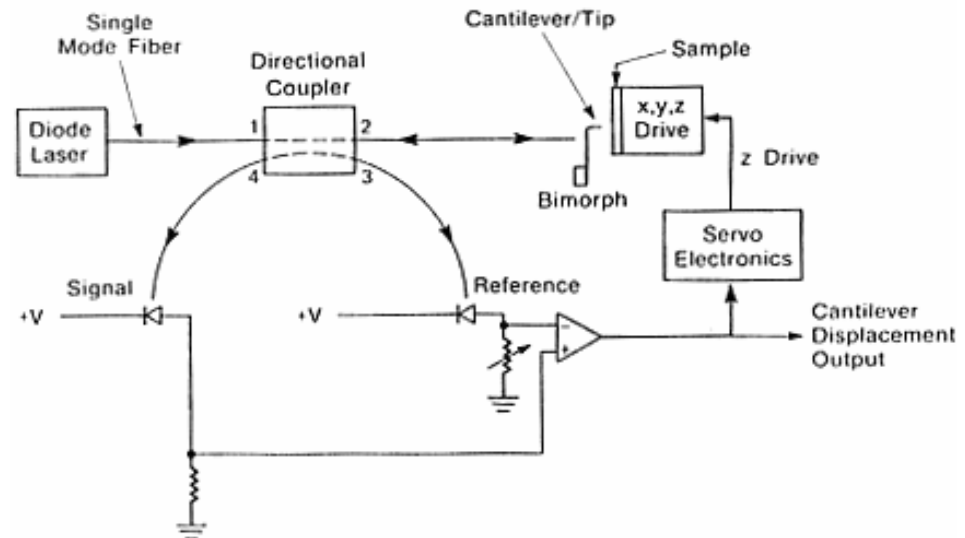 Single
Mode Fiber
Directional
Coupler
Cantilever/Tip
Sample
Diode
Laser
1
2
4
3
x,y,z
Drive
z Drive
Bimorph
Servo
Electronics
Signal
Reference
+V
+V
−
+
Cantilever
Displacement
Output